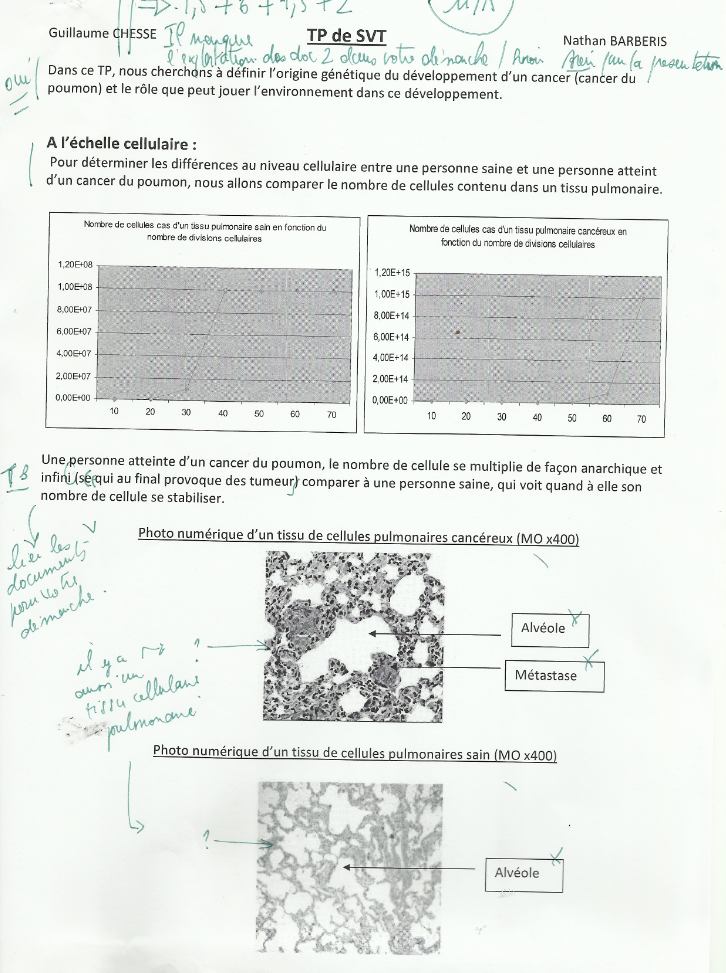 => 1,5 + 6 + 1,5 + 2
Guillaume CHESSE Il manque TP de SVT Nathan BARBERIS
l'exploitation des doc 2 dans votre démarche / la présentation
oui
Dans ce TP, nous cherchons à définir l'origine génétique du développement d'un cancer (cancer du
poumon) et le rôle que peut jouer l'environnement dans ce développement.
A l'échelle cellulaire :
Pour déterminer les différences au niveau cellulaire entre une personne saine et une personne atteint
d'un cancer du poumon, nous allons comparer le nombre de cellules contenu dans un tissu pulmonaire.
Nombre de cellules cas d'un tissu pulmonaire sain en fonction du
nombre de divisions cellulaires
1,20E+08
1,00E+08
8,00E+07
6,00E+07
4,00E+07
2,00E+07
0,00E+00
10 20 30 40 50 60 70
Nombre de cellules cas d'un tissu pulmonaire cancéreux en
fonction du nombre de divisions cellulaires
1,20E+15
1,00E+15
8,00E+14
6,00E+14
4,00E+14
2,00E+14
0,00E+00
10 20 30 40 50 60 70
Une personne atteinte d'un cancer du poumon, le nombre de cellule se multiplie de façon anarchique et
infini (se qui au final provoque des tumeur) comparer à une personne saine, qui voit quand à elle son
nombre de cellule se stabiliser.
TB
lier les
documents
pour votre
démarche.
Photo numérique d'un tissu de cellules pulmonaires cancéreux (MO x400)
Alvéole
Métastase
?
il y a
aussi un
tissu cellulaire
pulmonaire
Photo numérique d'un tissu de cellules pulmonaires sain (MO x400)
?
Alvéole